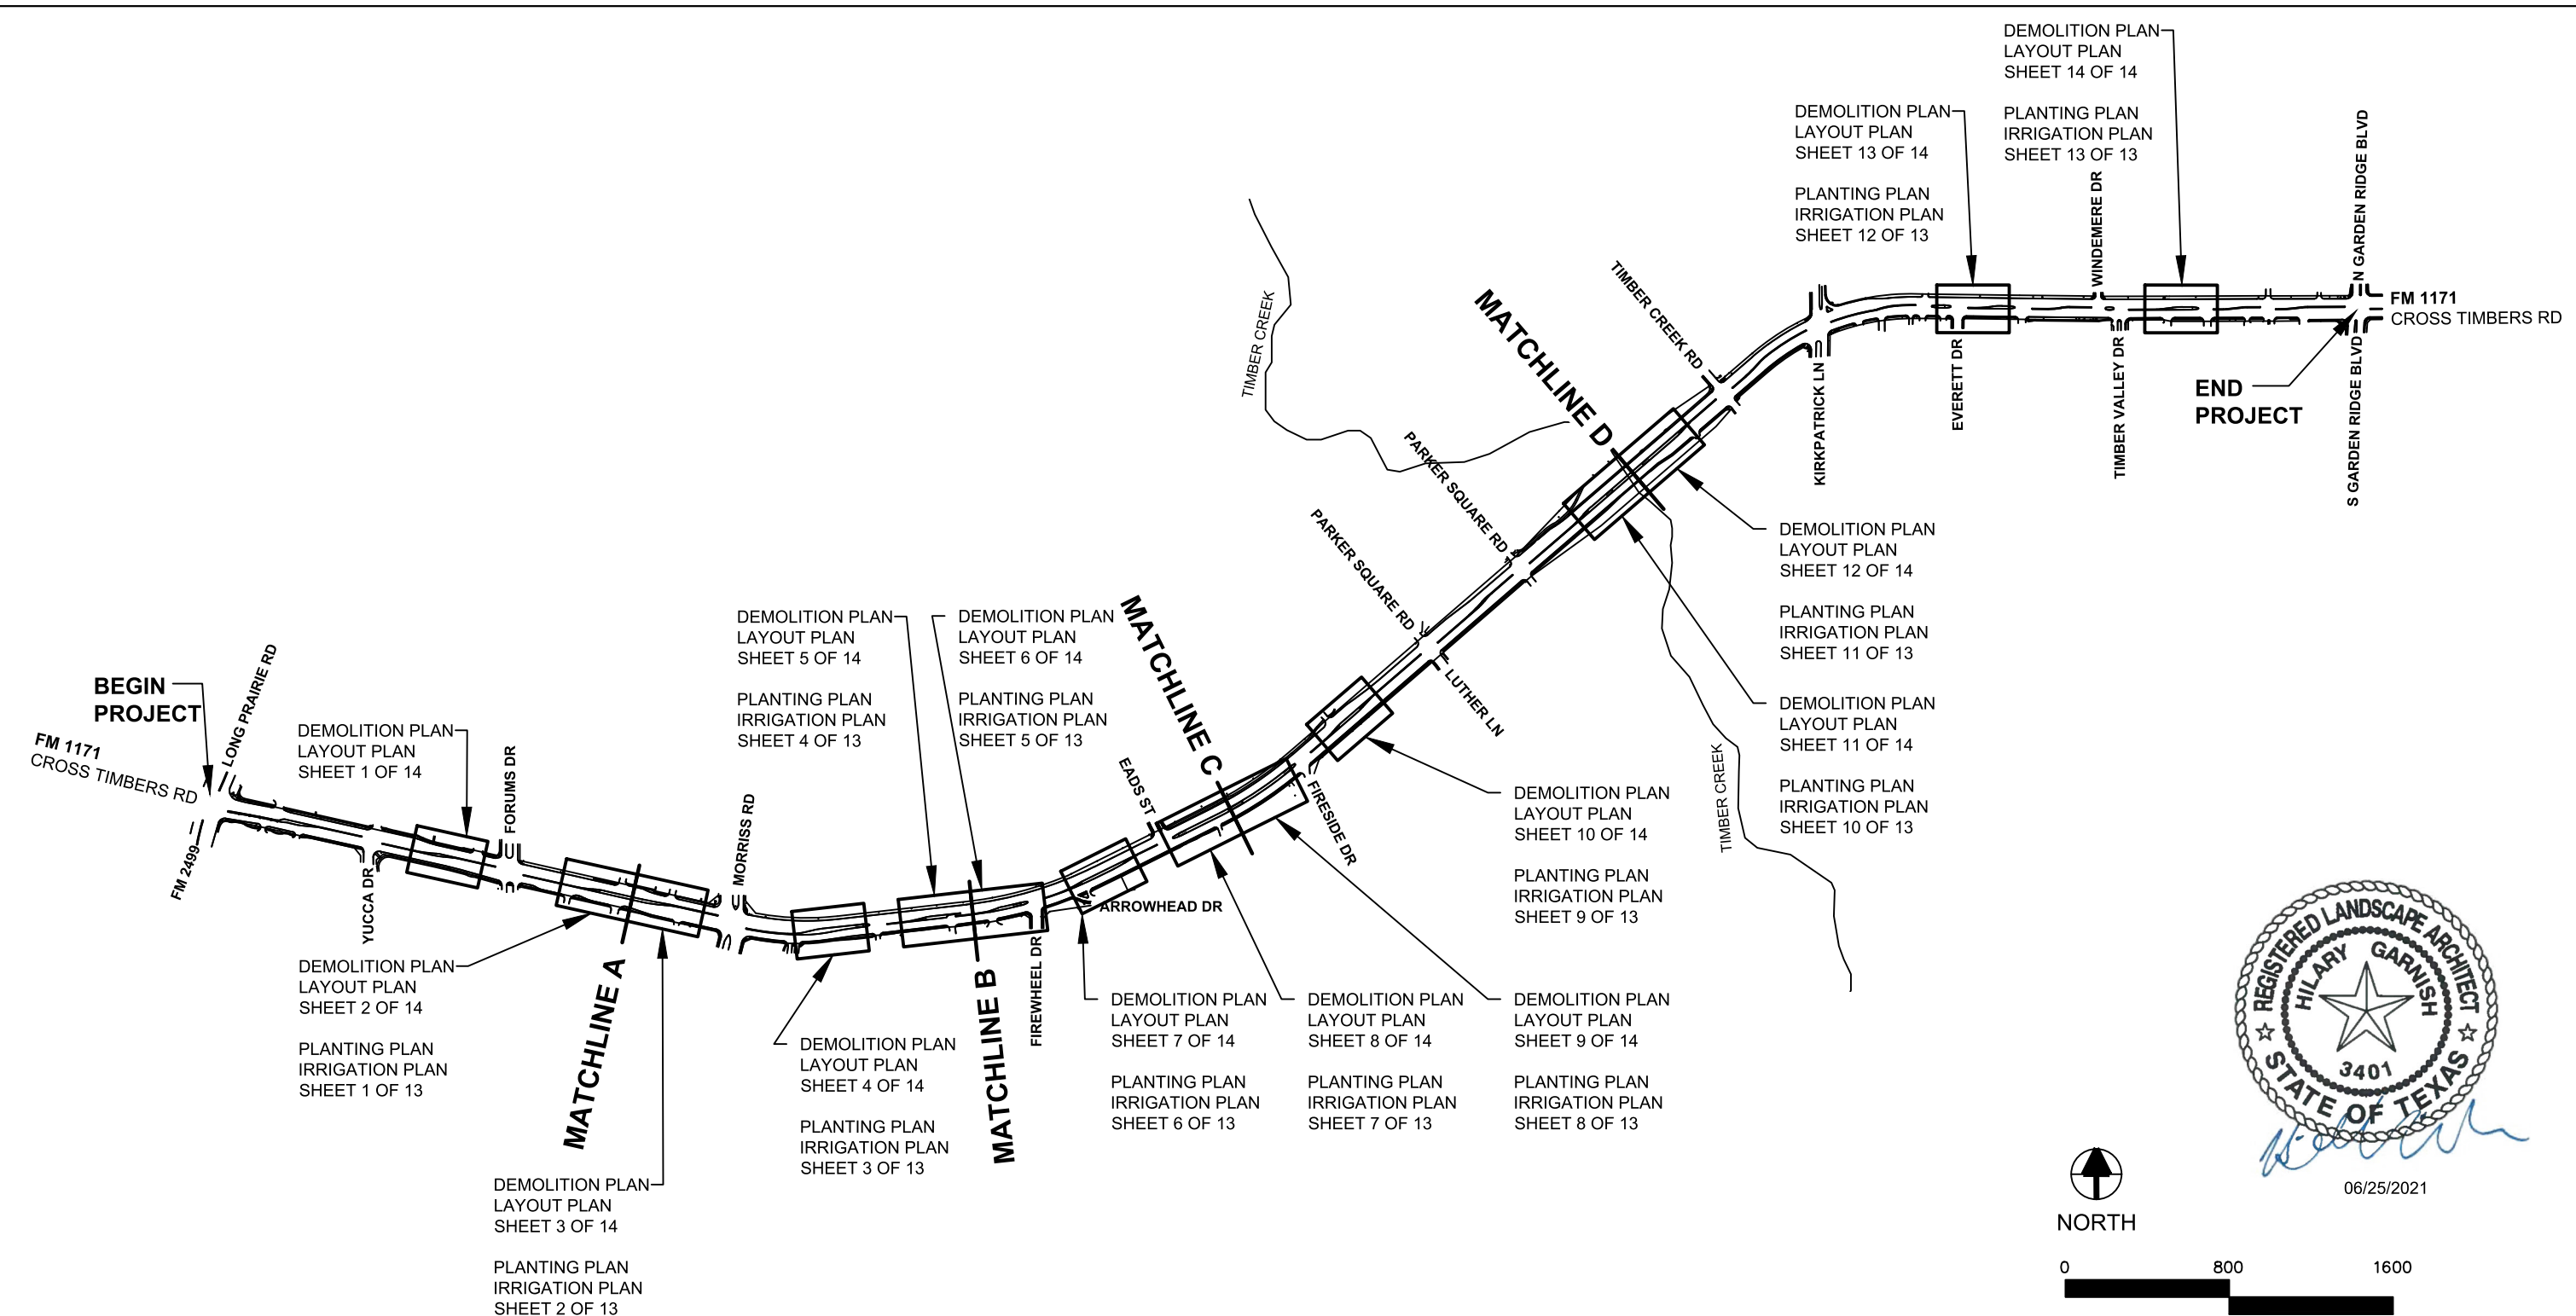 DEMOLITION PLAN
LAYOUT PLAN
SHEET 14 OF 14
PLANTING PLAN
IRRIGATION PLAN
SHEET 13 OF 13
DEMOLITION PLAN
LAYOUT PLAN
SHEET 13 OF 14
PLANTING PLAN
IRRIGATION PLAN
SHEET 12 OF 13
WINDEMERE DR
N GARDEN RIDGE BLVD
FM 1171
CROSS TIMBERS RD
END
PROJECT
S GARDEN RIDGE BLVD
TIMBER VALLEY DR
EVERETT DR
KIRKPATRICK LN
TIMBER CREEK RD
MATCHLINE D
TIMBER CREEK
PARKER SQUARE RD
PARKER SQUARE RD
LUTHER LN
DEMOLITION PLAN
LAYOUT PLAN
SHEET 12 OF 14
PLANTING PLAN
IRRIGATION PLAN
SHEET 11 OF 13
DEMOLITION PLAN
LAYOUT PLAN
SHEET 11 OF 14
PLANTING PLAN
IRRIGATION PLAN
SHEET 10 OF 13
TIMBER CREEK
DEMOLITION PLAN
LAYOUT PLAN
SHEET 10 OF 14
PLANTING PLAN
IRRIGATION PLAN
SHEET 9 OF 13
DEMOLITION PLAN
LAYOUT PLAN
SHEET 5 OF 14
PLANTING PLAN
IRRIGATION PLAN
SHEET 4 OF 13
DEMOLITION PLAN
LAYOUT PLAN
SHEET 6 OF 14
PLANTING PLAN
IRRIGATION PLAN
SHEET 5 OF 13
MATCHLINE C
EADS ST
FIRESIDE DR
ARROWHEAD DR
BEGIN
PROJECT
LONG PRAIRIE RD
FM 1171
CROSS TIMBERS RD
FM 2499
DEMOLITION PLAN
LAYOUT PLAN
SHEET 1 OF 14
FORUMS DR
YUCCA DR
MORRISS RD
DEMOLITION PLAN
LAYOUT PLAN
SHEET 2 OF 14
PLANTING PLAN
IRRIGATION PLAN
SHEET 1 OF 13
MATCHLINE A
DEMOLITION PLAN
LAYOUT PLAN
SHEET 3 OF 14
PLANTING PLAN
IRRIGATION PLAN
SHEET 2 OF 13
DEMOLITION PLAN
LAYOUT PLAN
SHEET 4 OF 14
PLANTING PLAN
IRRIGATION PLAN
SHEET 3 OF 13
MATCHLINE B
FIREWHEEL DR
DEMOLITION PLAN
LAYOUT PLAN
SHEET 7 OF 14
PLANTING PLAN
IRRIGATION PLAN
SHEET 6 OF 13
DEMOLITION PLAN
LAYOUT PLAN
SHEET 8 OF 14
PLANTING PLAN
IRRIGATION PLAN
SHEET 7 OF 13
DEMOLITION PLAN
LAYOUT PLAN
SHEET 9 OF 14
PLANTING PLAN
IRRIGATION PLAN
SHEET 8 OF 13
REGISTERED LANDSCAPE ARCHITECT
HILARY GARNISH
3401
STATE OF TEXAS
06/25/2021
NORTH
0 800 1600